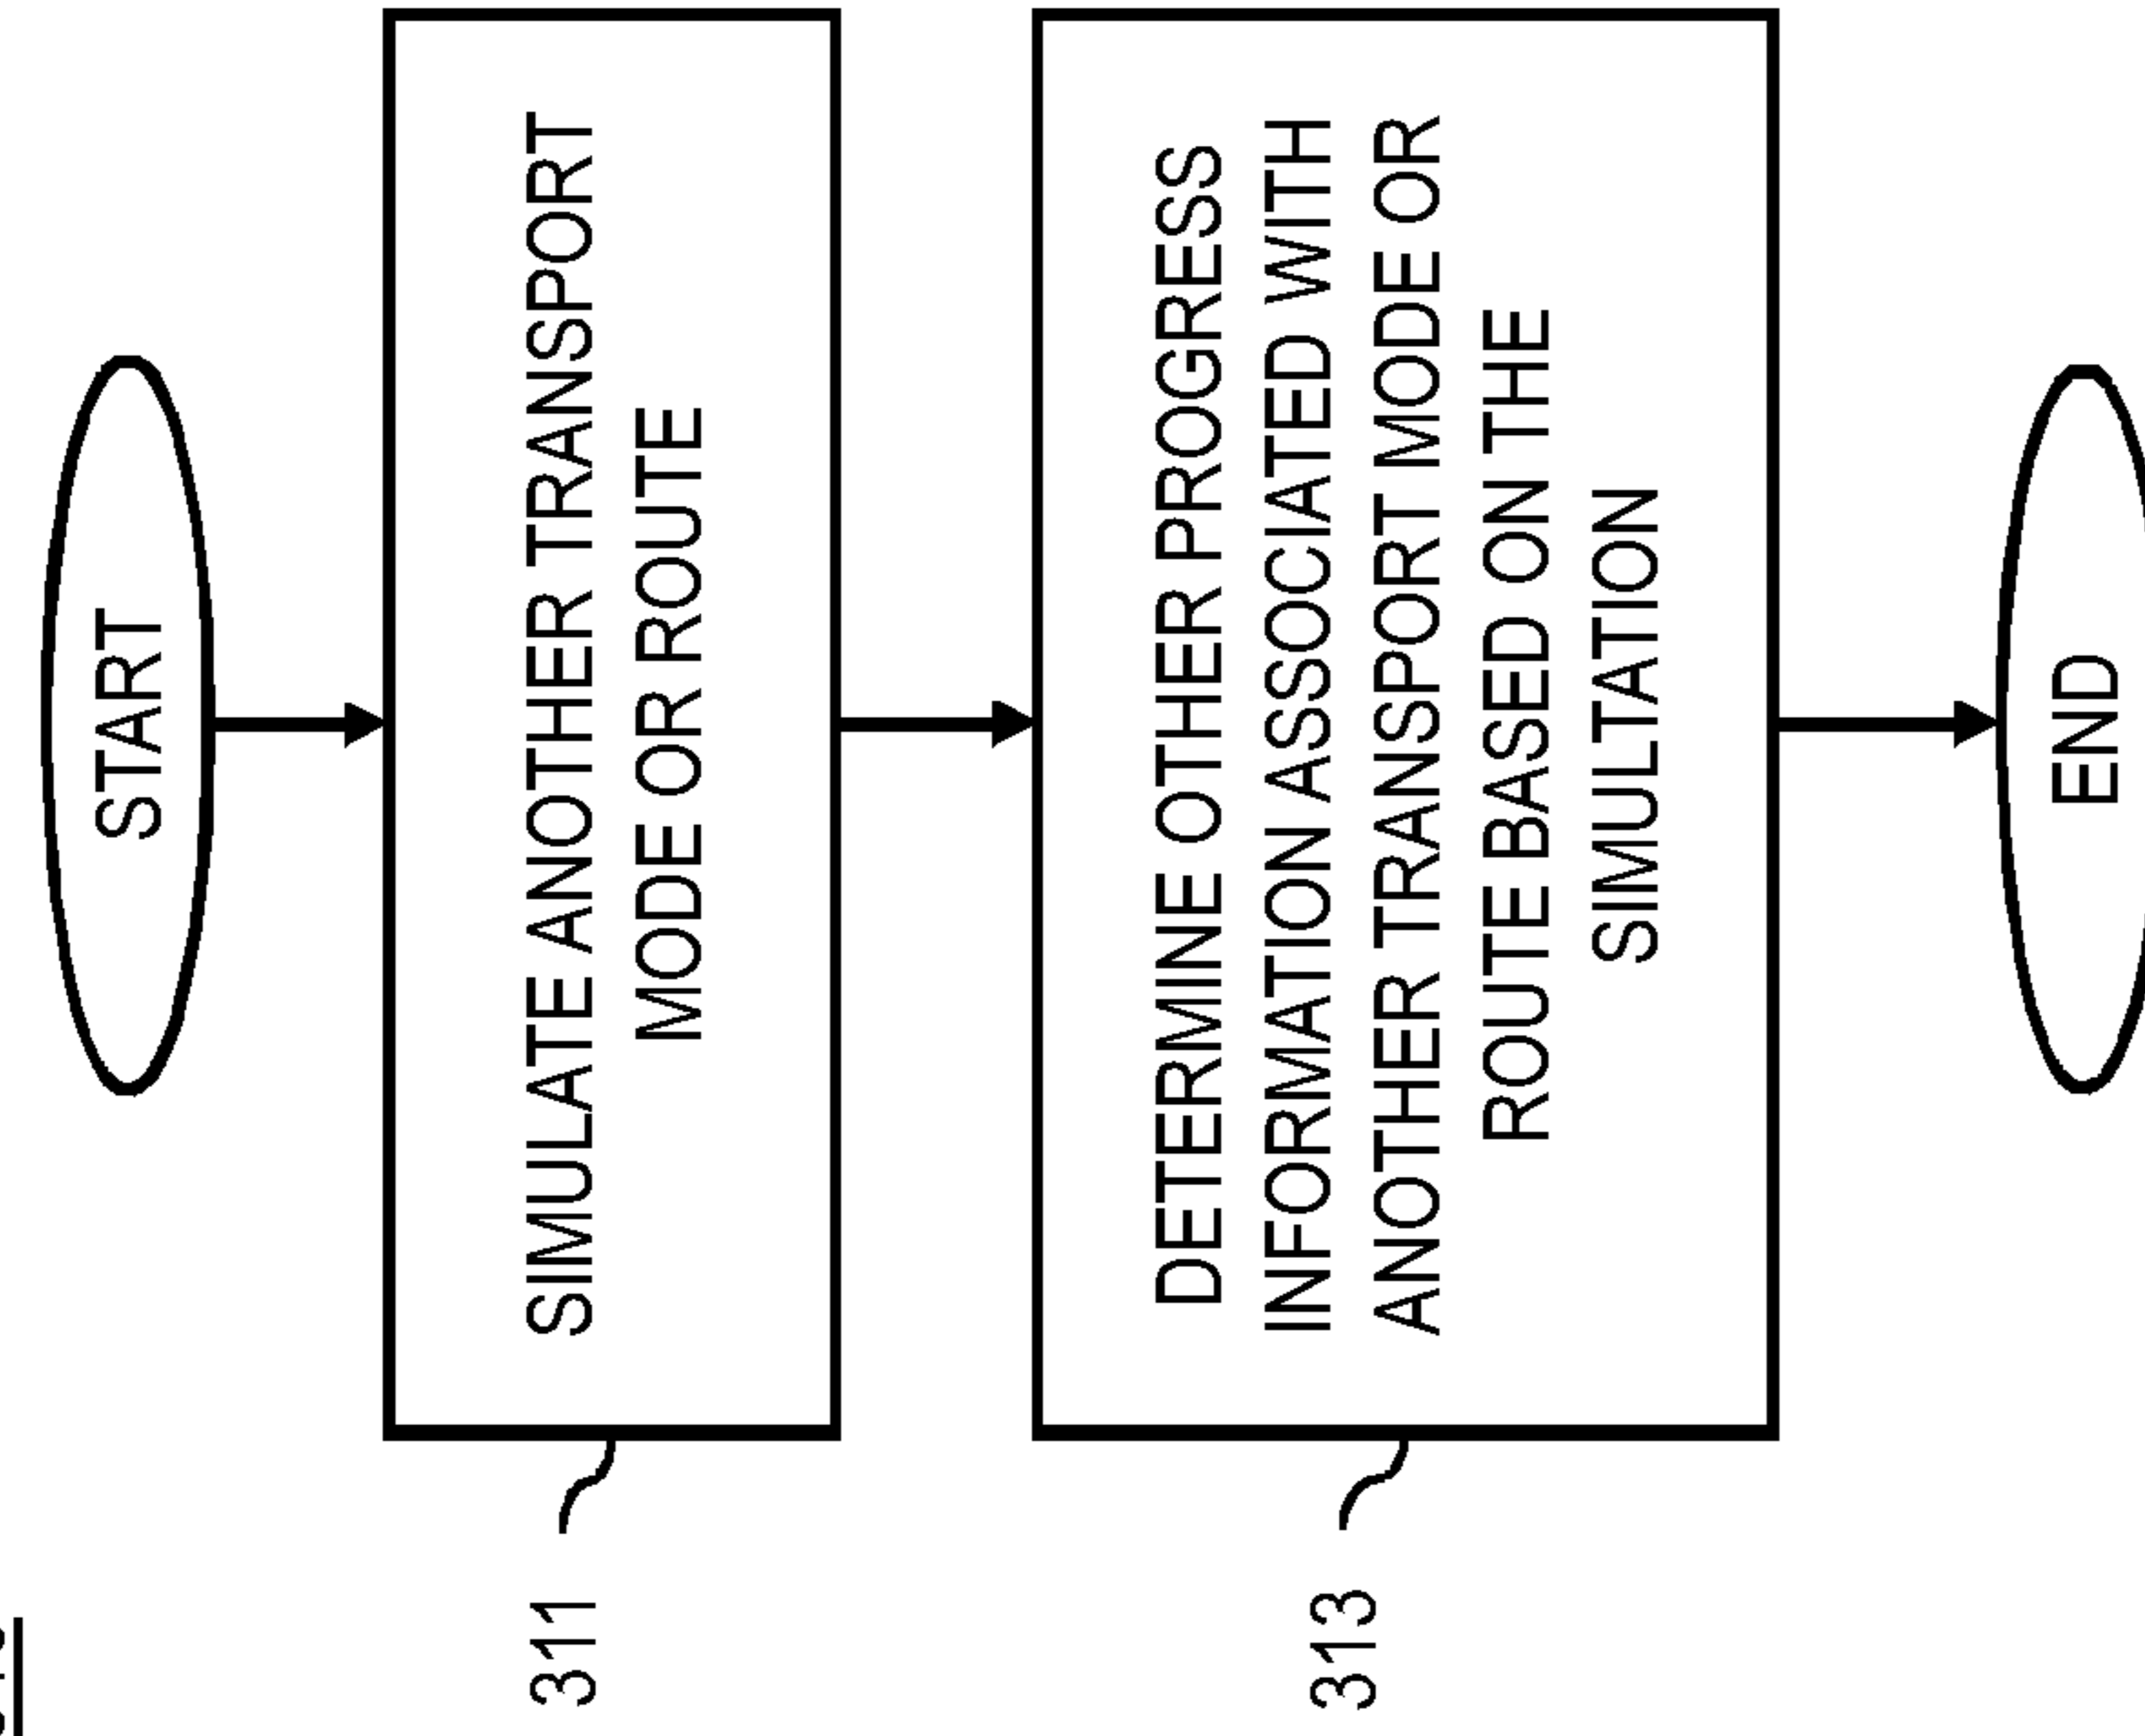 START
SIMULATE ANOTHER TRANSPORT
MODE OR ROUTE
311
DETERMINE OTHER PROGRESS
INFORMATION ASSOCIATED WITH
ANOTHER TRANSPORT MODE OR
ROUTE BASED ON THE
SIMULTATION
313
END